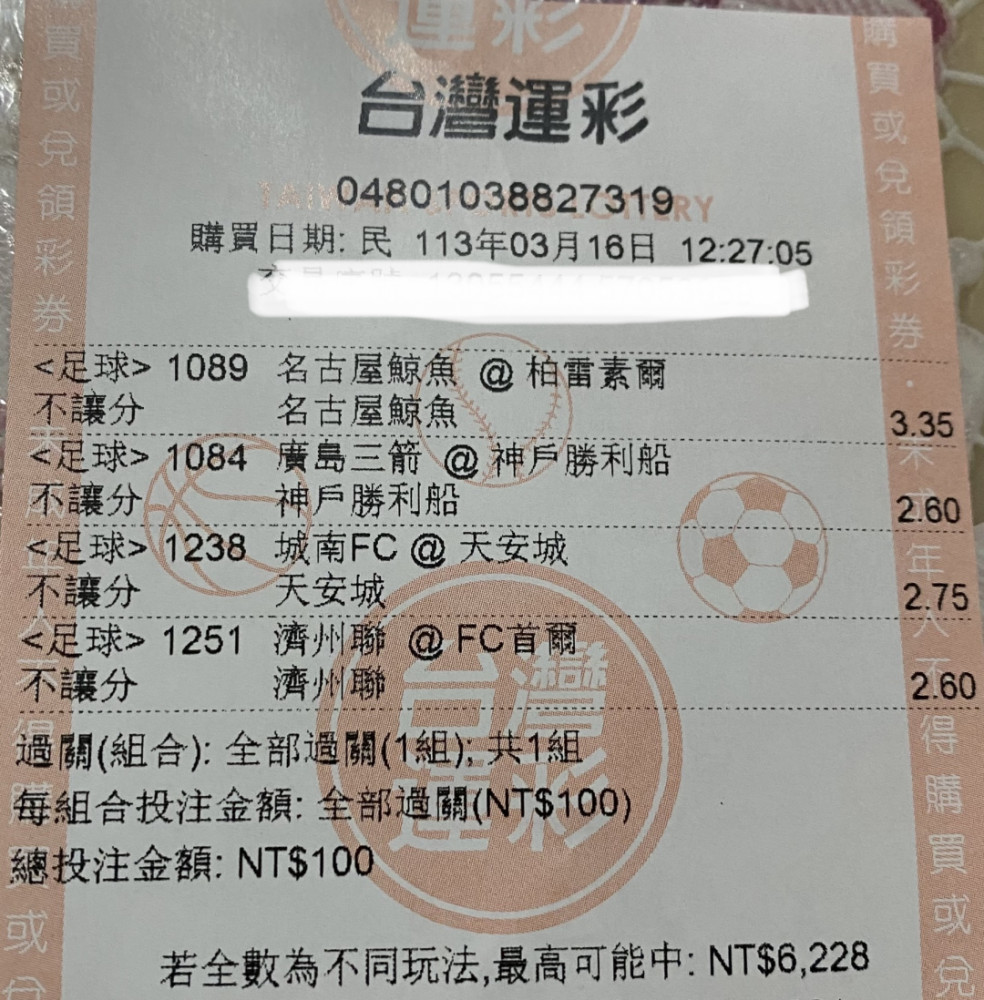 台灣運彩
04801038827319
購買日期: 民 113年03月16日 12:27:05
<足球> 1089 名古屋鯨魚 @ 柏雷素爾
不讓分 名古屋鯨魚 3.35
<足球> 1084 廣島三箭 @ 神戶勝利船
不讓分 神戶勝利船 2.60
<足球> 1238 城南FC @ 天安城
不讓分 天安城 2.75
<足球> 1251 濟州聯 @ FC首爾
不讓分 濟州聯 2.60
過關(組合): 全部過關(1組); 共1組
每組合投注金額: 全部過關(NT$100)
總投注金額: NT$100
若全數為不同玩法,最高可能中: NT$6,228
台灣
運彩
買或兌領彩券
購買或兌領彩券
得購買或兌